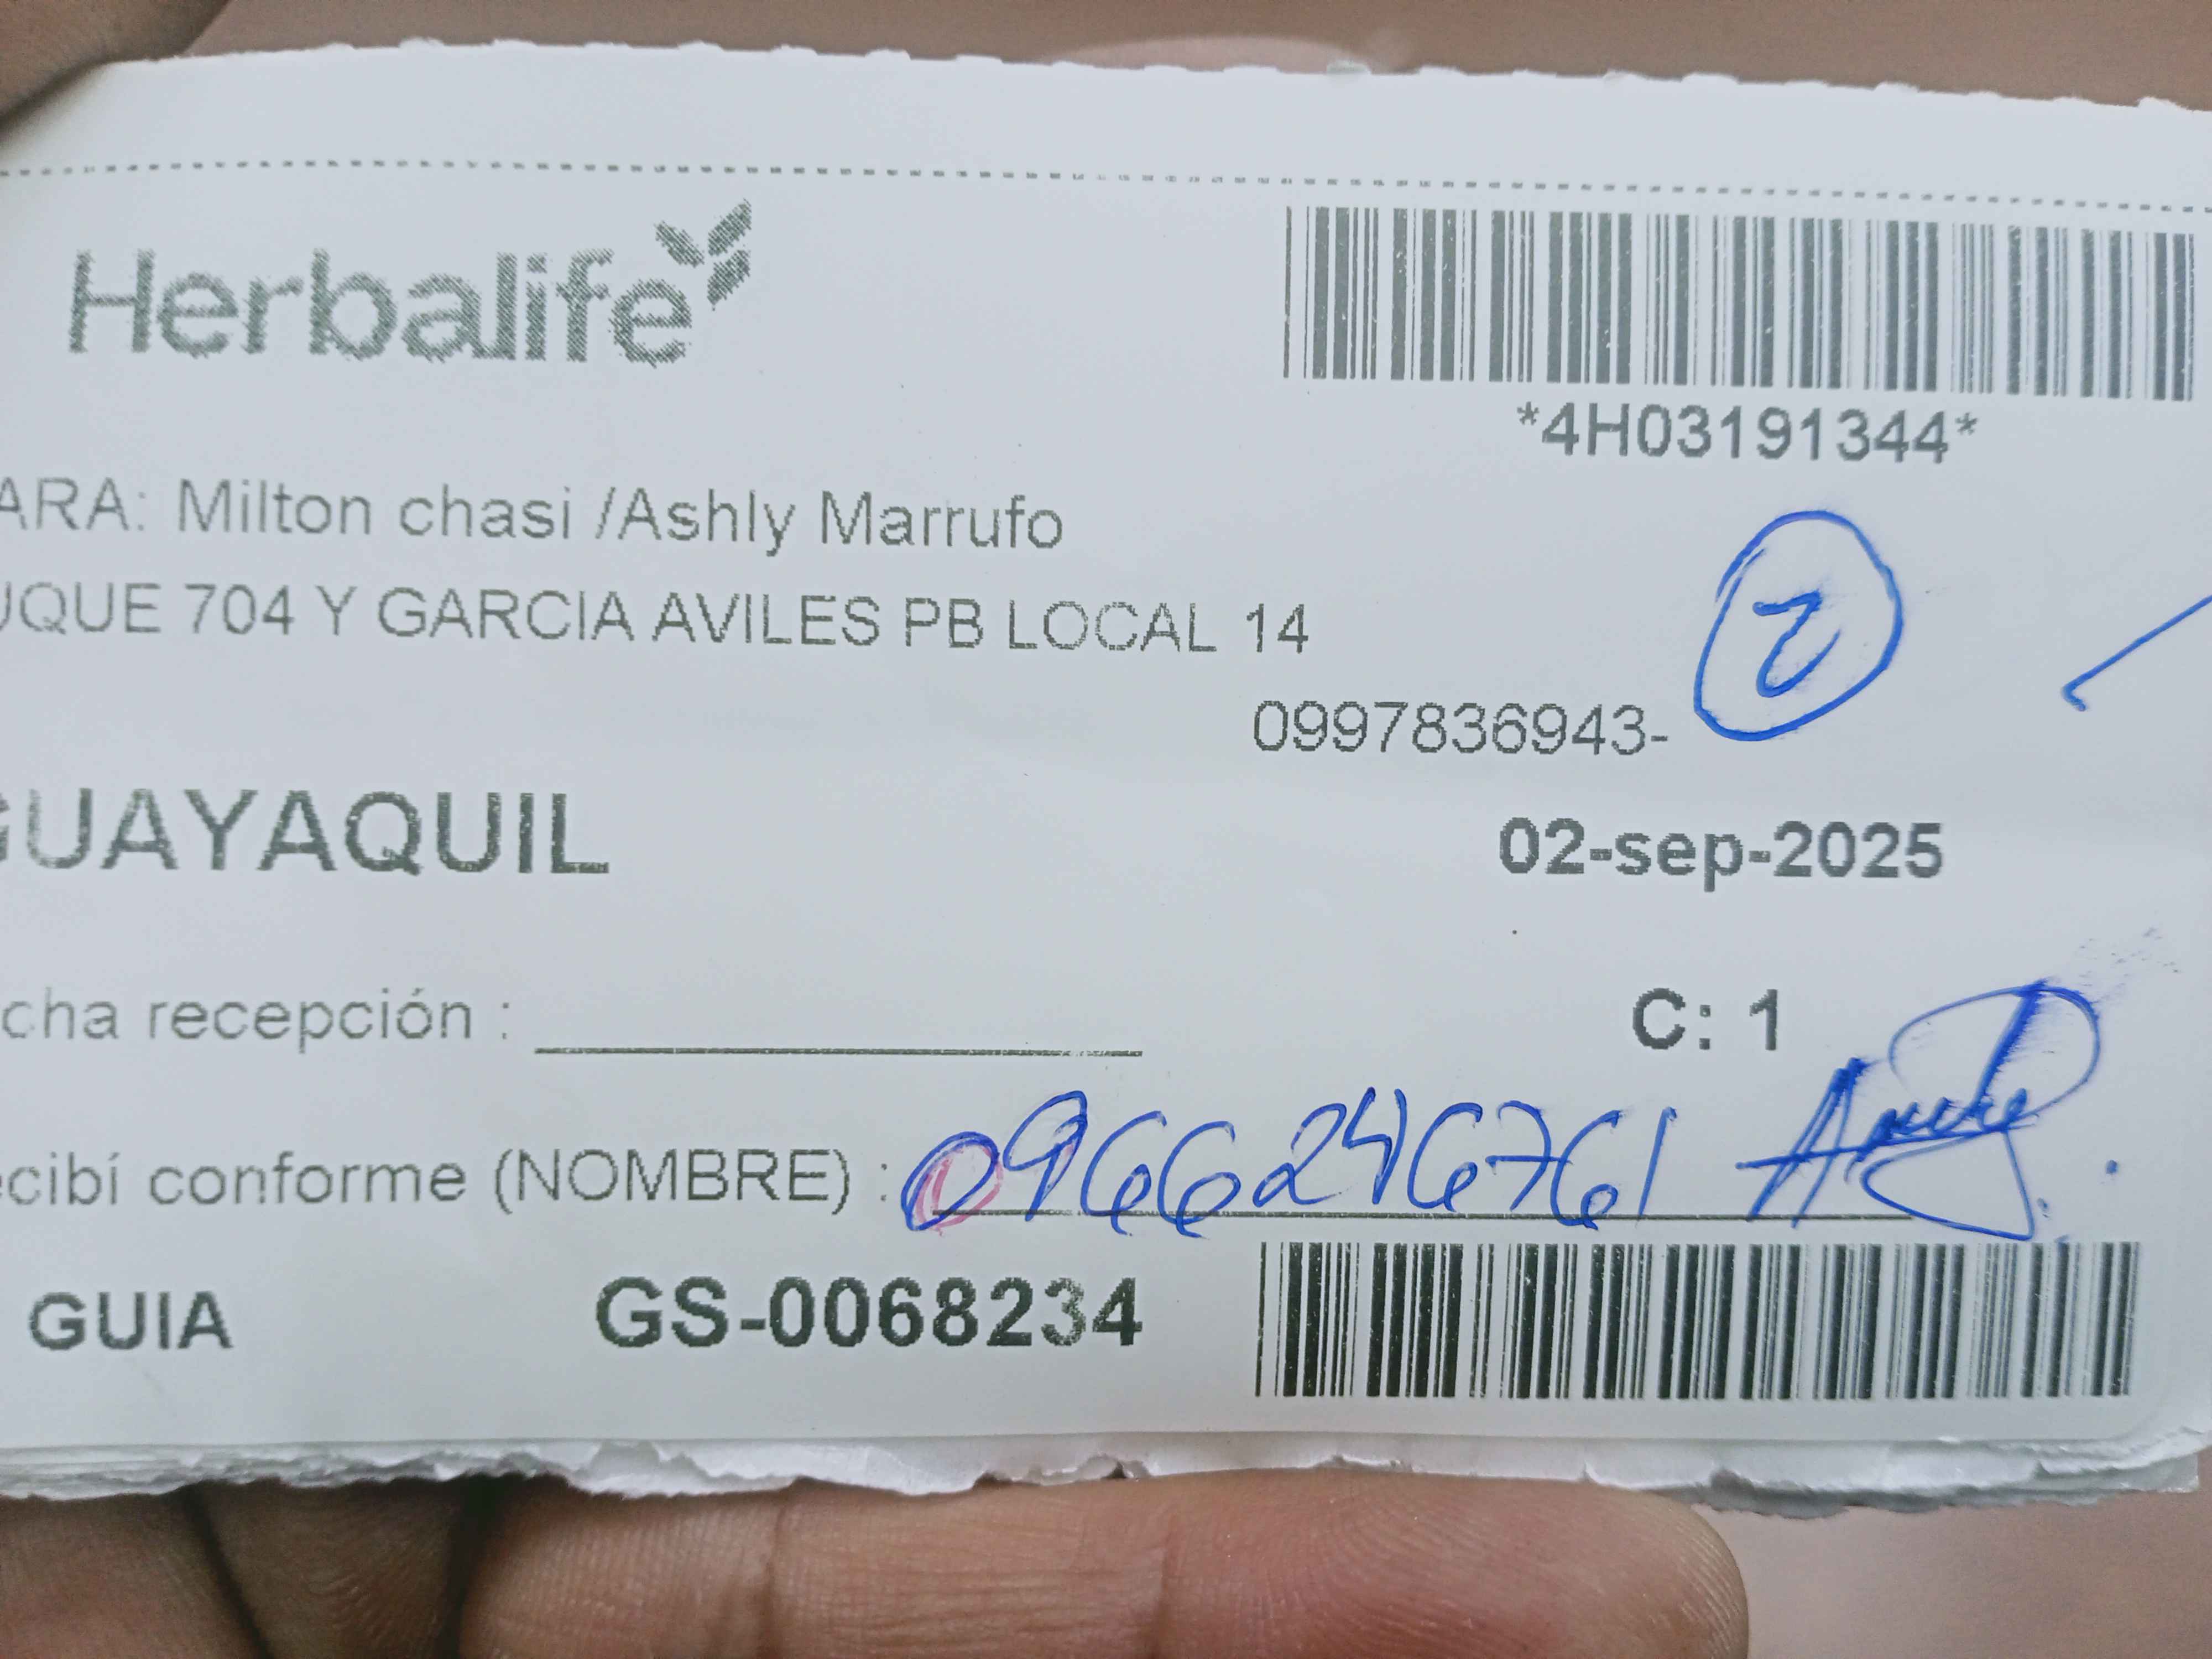 Herbalife
*4H03191344*
ARA: Milton chasi /Ashly Marrufo
UQUE 704 Y GARCIA AVILES PB LOCAL 14
2
0997836943-
GUAYAQUIL
02-sep-2025
cha recepción :
C: 1
ecibí conforme (NOMBRE) : 0966246761
GUIA GS-0068234